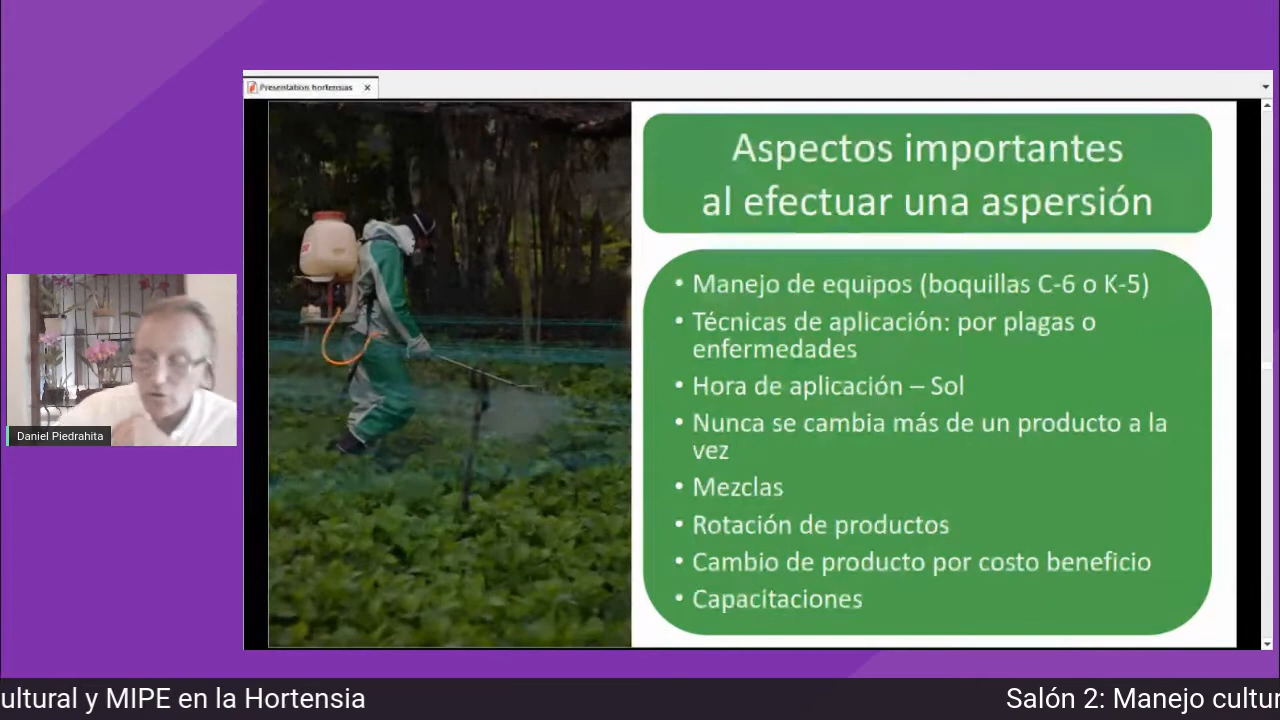 Presentation hortensias
Aspectos importantes
al efectuar una aspersión
• Manejo de equipos (boquillas C-6 o K-5)
• Técnicas de aplicación: por plagas o
enfermedades
• Hora de aplicación – Sol
• Nunca se cambia más de un producto a la
vez
• Mezclas
• Rotación de productos
• Cambio de producto por costo beneficio
• Capacitaciones
Daniel Piedrahita
ultural y MIPE en la Hortensia
Salón 2: Manejo cultur